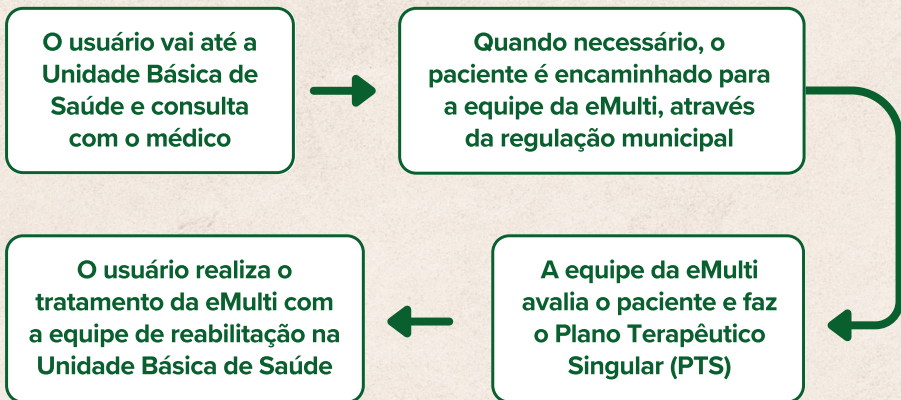 O usuário vai até a
Unidade Básica de
Saúde e consulta
com o médico
Quando necessário, o
paciente é encaminhado para
a equipe da eMulti, através
da regulação municipal
A equipe da eMulti
avalia o paciente e faz
o Plano Terapêutico
Singular (PTS)
O usuário realiza o
tratamento da eMulti com
a equipe de reabilitação na
Unidade Básica de Saúde